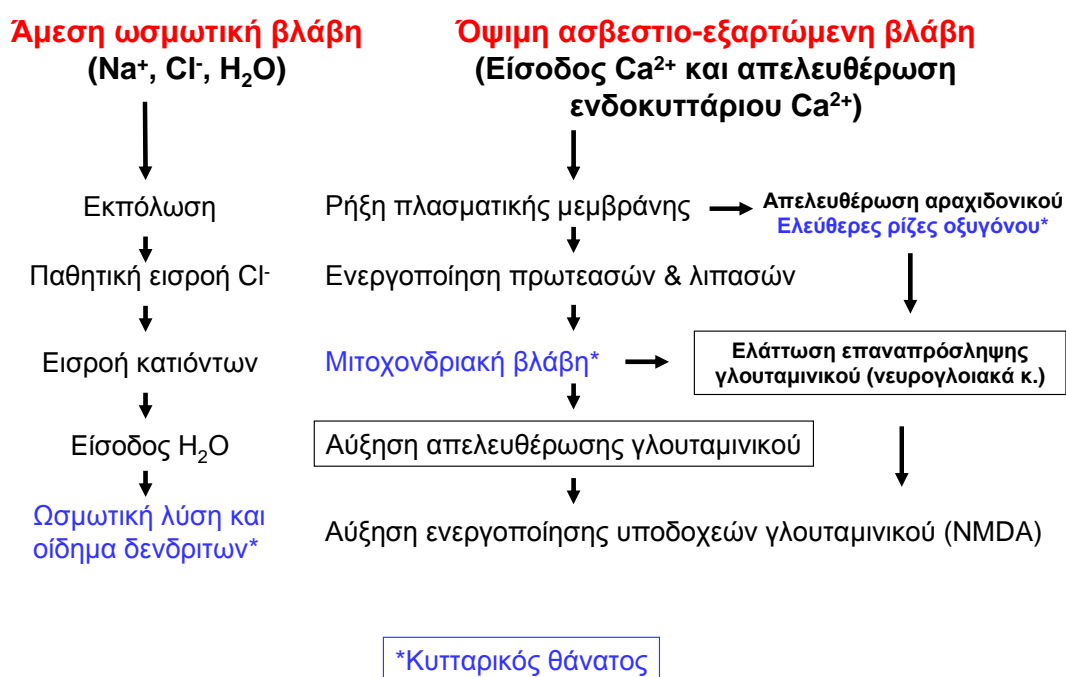 Άμεση ωσμωτική βλάβη
(Na⁺, Cl⁻, H₂O)
Εκπόλωση
Παθητική εισροή Cl⁻
Εισροή κατιόντων
Είσοδος H₂O
Ωσμωτική λύση και
οίδημα δενδριτων*
Όψιμη ασβεστιο-εξαρτώμενη βλάβη
(Είσοδος Ca²⁺ και απελευθέρωση
ενδοκυττάριου Ca²⁺)
Ρήξη πλασματικής μεμβράνης
Ενεργοποίηση πρωτεασών & λιπασών
Μιτοχονδριακή βλάβη*
Αύξηση απελευθέρωσης γλουταμινικού
Αύξηση ενεργοποίησης υποδοχεών γλουταμινικού (NMDA)
Απελευθέρωση αραχιδονικού
Ελεύθερες ρίζες οξυγόνου*
Ελάττωση επαναπρόσληψης
γλουταμινικού (νευρογλοιακά κ.)
*Κυτταρικός θάνατος